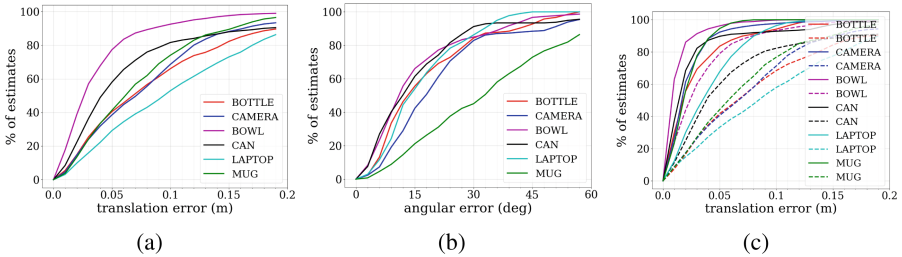 % of estimates
100
80
60
40
20
0
BOTTLE
CAMERA
BOWL
CAN
LAPTOP
MUG
0.0 0.05 0.1 0.15 0.2
translation error (m)
(a)
% of estimates
100
80
60
40
20
0
BOTTLE
CAMERA
BOWL
CAN
LAPTOP
MUG
0 15 30 45 60
angular error (deg)
(b)
% of estimates
100
80
60
40
20
0
BOTTLE
BOTTLE
CAMERA
CAMERA
BOWL
BOWL
CAN
CAN
LAPTOP
LAPTOP
MUG
MUG
0.0 0.05 0.1 0.15 0.2
translation error (m)
(c)